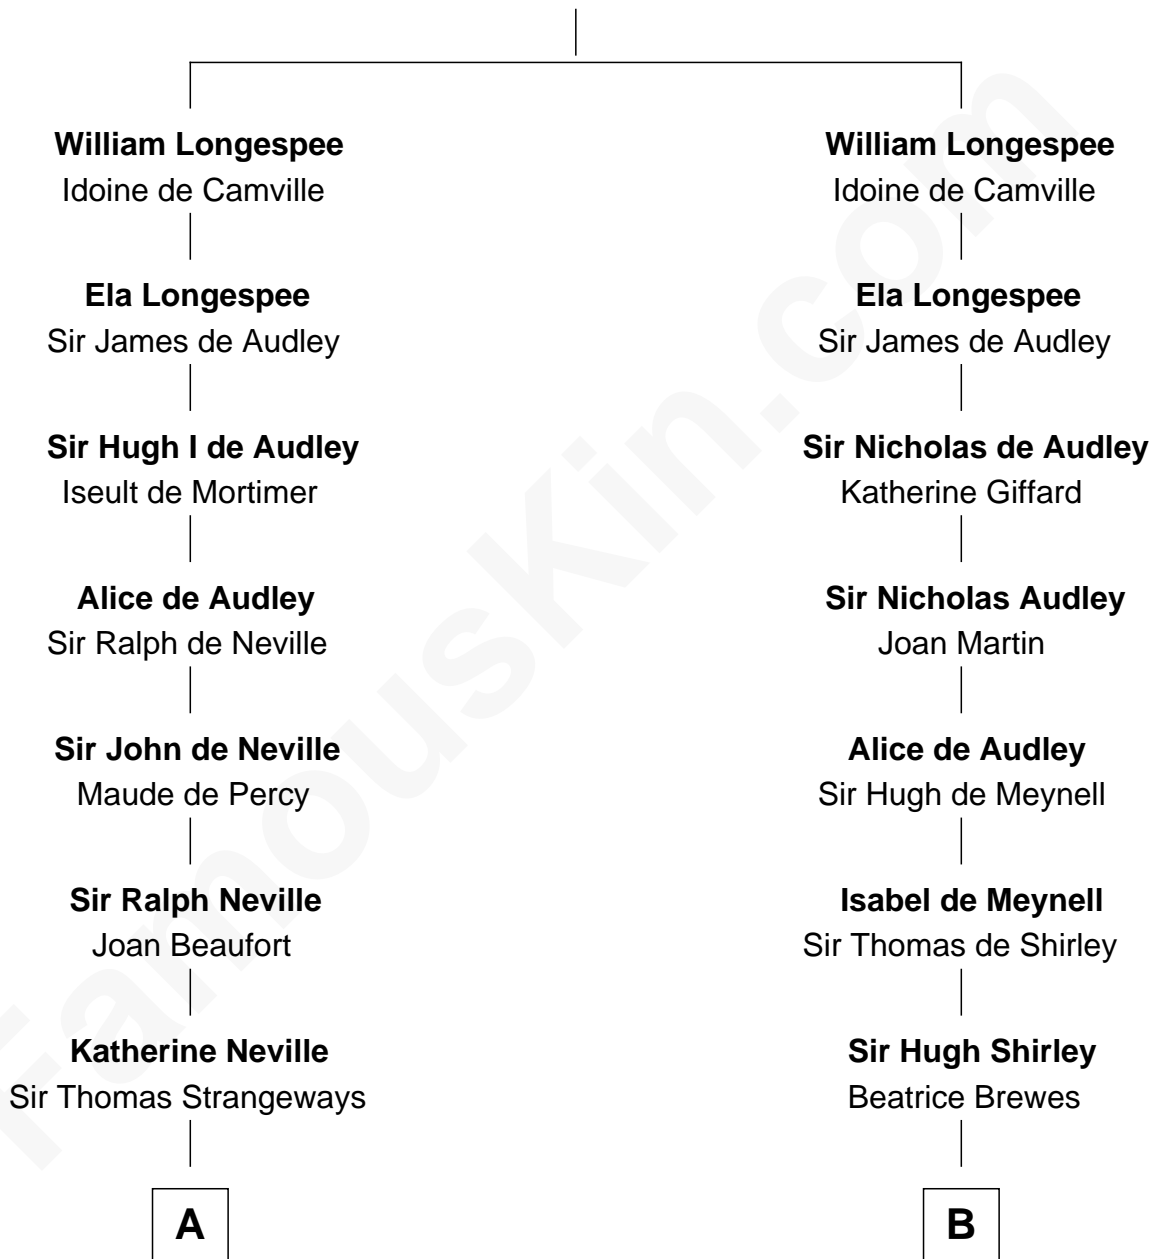 William Longespee
Idoine de Camville
Ela Longespee
Sir James de Audley
Sir Hugh I de Audley
Iseult de Mortimer
Alice de Audley
Sir Ralph de Neville
Sir John de Neville
Maude de Percy
Sir Ralph Neville
Joan Beaufort
Katherine Neville
Sir Thomas Strangeways
A
William Longespee
Idoine de Camville
Ela Longespee
Sir James de Audley
Sir Nicholas de Audley
Katherine Giffard
Sir Nicholas Audley
Joan Martin
Alice de Audley
Sir Hugh de Meynell
Isabel de Meynell
Sir Thomas de Shirley
Sir Hugh Shirley
Beatrice Brewes
B
FamousKin.com